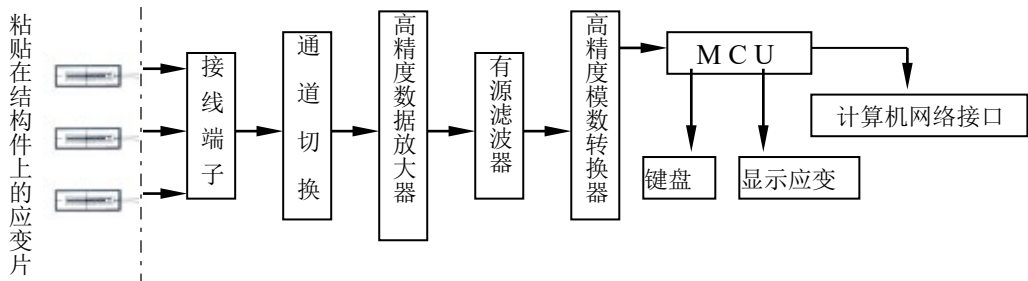 粘贴在结构件上的应变片
接线端子
通道切换
高精度数据放大器
有源滤波器
高精度模数转换器
MCU
计算机网络接口
键盘
显示应变